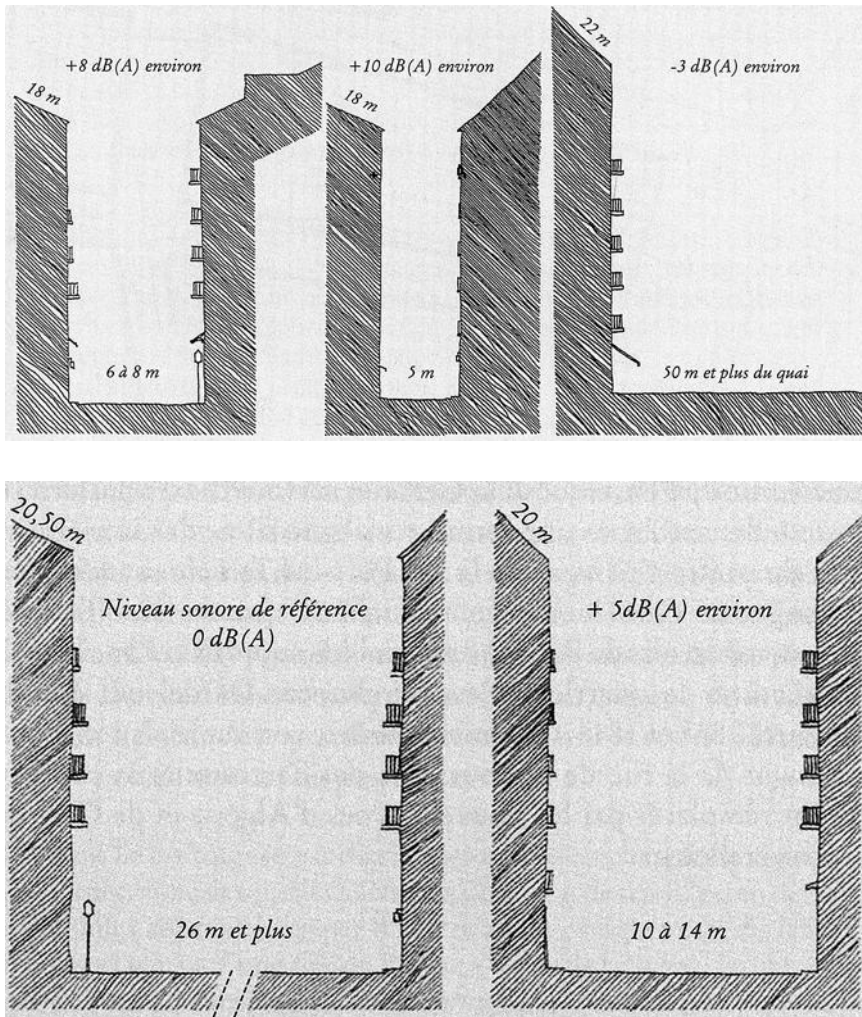 +8 dB(A) environ
18 m
6 à 8 m
+10 dB(A) environ
18 m
5 m
22 m
-3 dB(A) environ
50 m et plus du quai
20,50 m
Niveau sonore de référence
0 dB(A)
26 m et plus
20 m
+ 5dB(A) environ
10 à 14 m